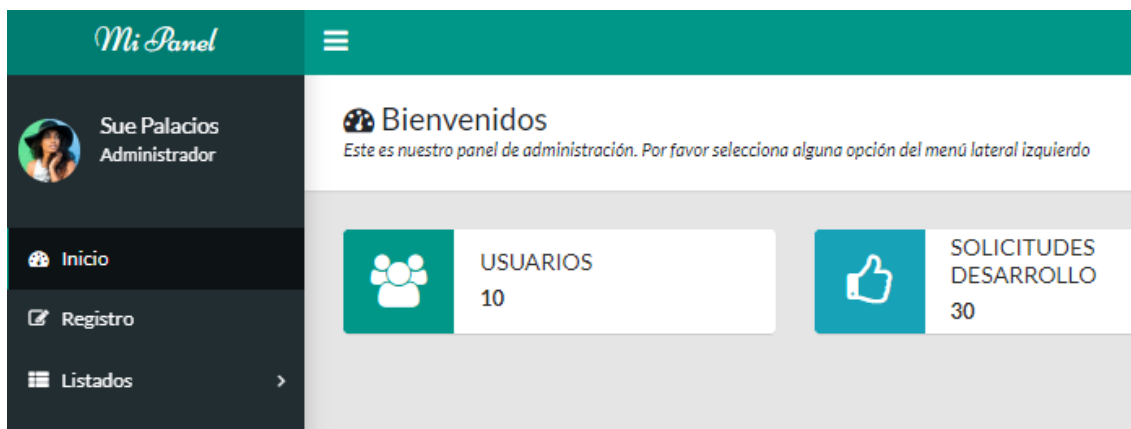 Mi Panel
Sue Palacios
Administrador
Inicio
Registro
Listados
Bienvenidos
Este es nuestro panel de administración. Por favor selecciona alguna opción del menú lateral izquierdo
USUARIOS
10
SOLICITUDES
DESARROLLO
30